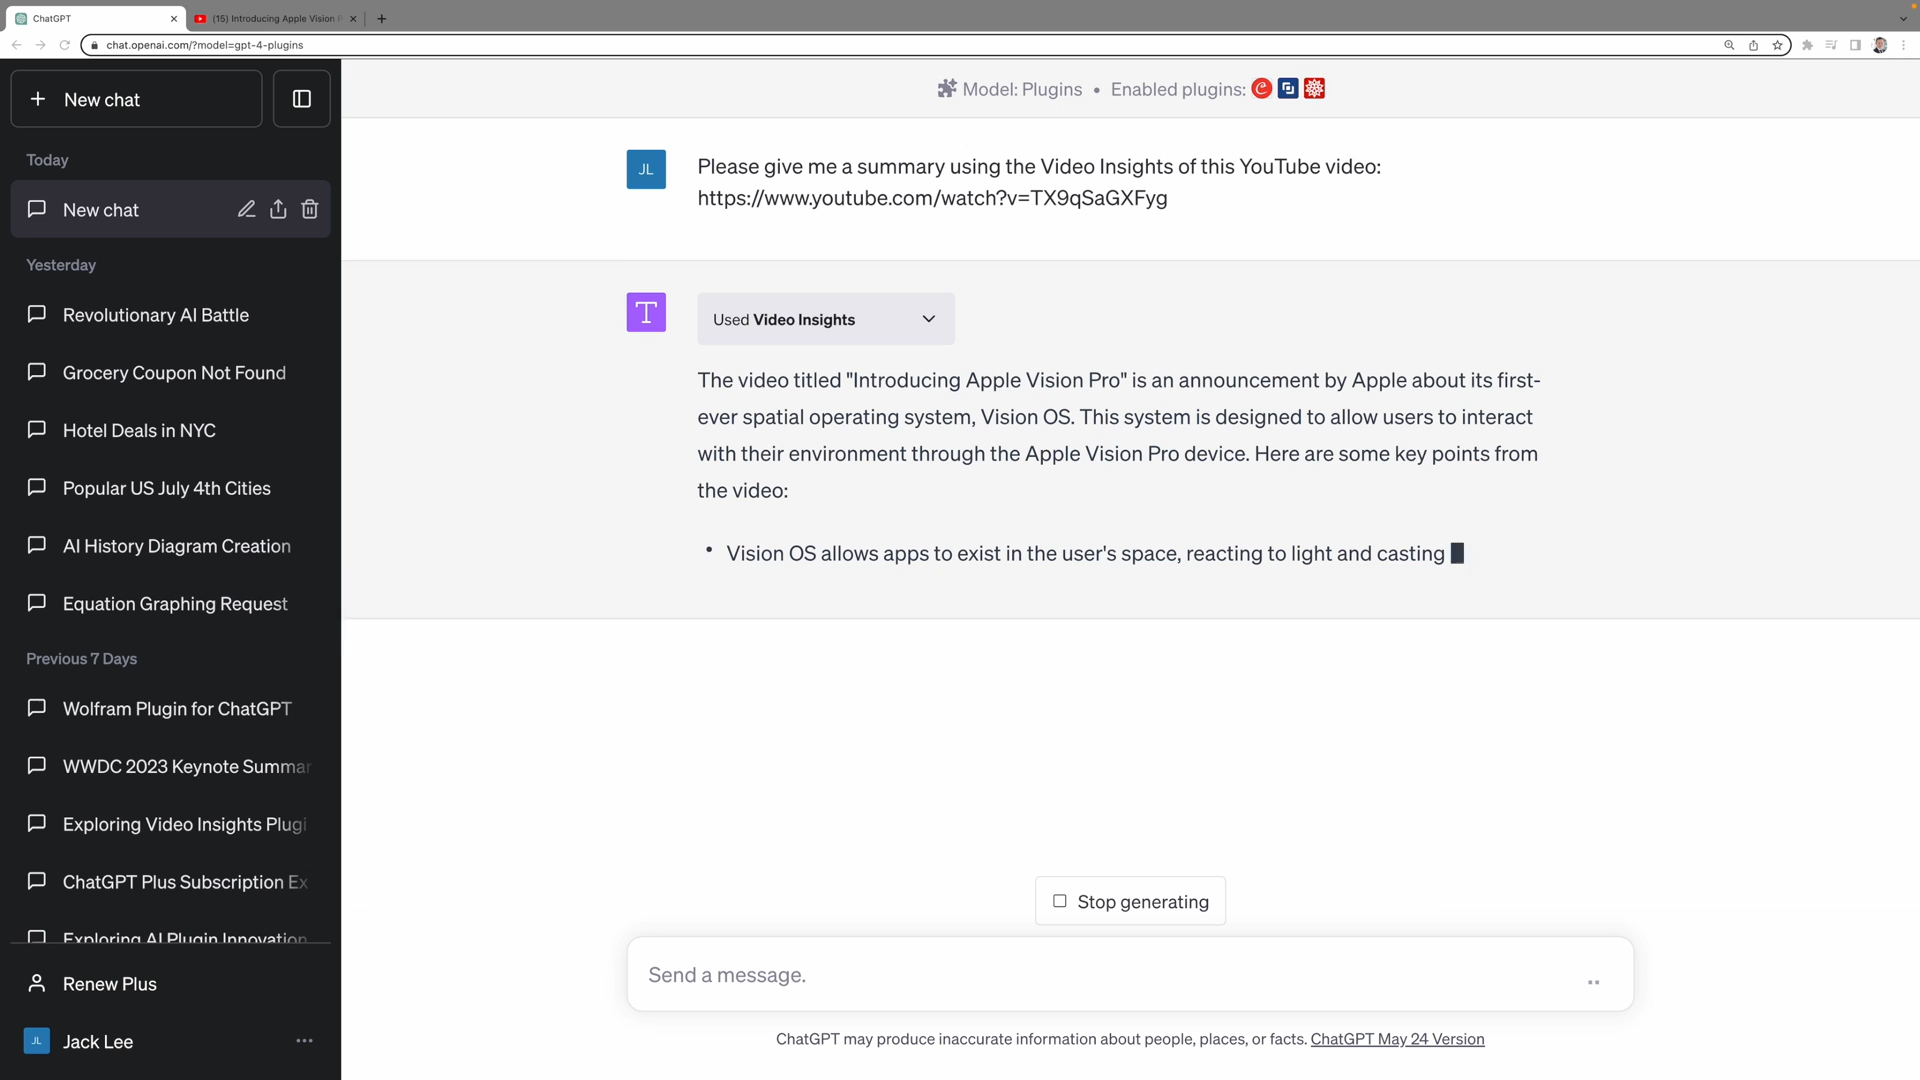 ChatGPT
(15) Introducing Apple Vision P
chat.openai.com/?model=gpt-4-plugins
New chat
Today
New chat
Yesterday
Revolutionary AI Battle
Grocery Coupon Not Found
Hotel Deals in NYC
Popular US July 4th Cities
AI History Diagram Creation
Equation Graphing Request
Previous 7 Days
Wolfram Plugin for ChatGPT
WWDC 2023 Keynote Summar
Exploring Video Insights Plugi
ChatGPT Plus Subscription Ex
Exploring AI Plugin Innovation
Renew Plus
JL
Jack Lee
Model: Plugins • Enabled plugins:
JL
Please give me a summary using the Video Insights of this YouTube video:
https://www.youtube.com/watch?v=TX9qSaGXFyg
T
Used Video Insights
The video titled "Introducing Apple Vision Pro" is an announcement by Apple about its first-
ever spatial operating system, Vision OS. This system is designed to allow users to interact
with their environment through the Apple Vision Pro device. Here are some key points from
the video:
• Vision OS allows apps to exist in the user's space, reacting to light and casting
Stop generating
Send a message.
ChatGPT may produce inaccurate information about people, places, or facts. ChatGPT May 24 Version